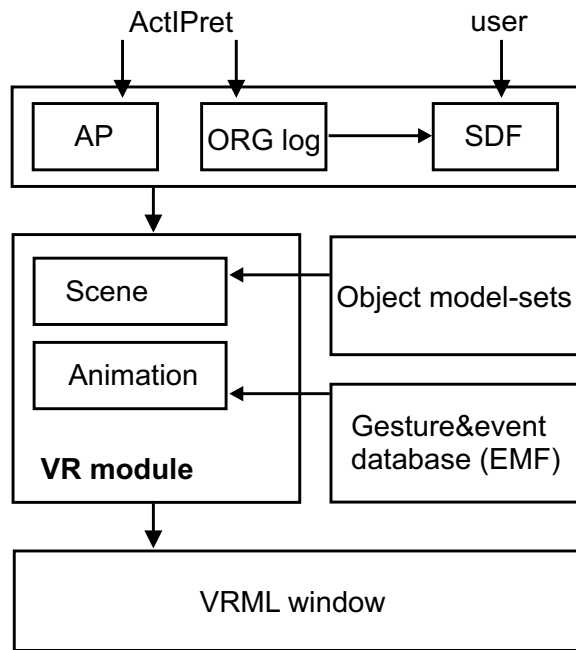 ActIPret
user
AP
ORG log
SDF
Scene
Object model-sets
Animation
Gesture&event
database (EMF)
VR module
VRML window